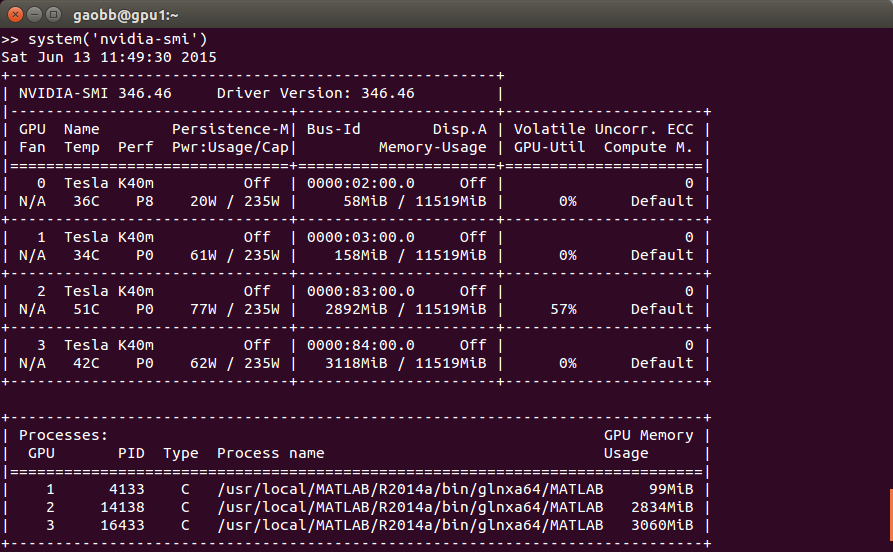 gaobb@gpu1:~
>> system('nvidia-smi')
Sat Jun 13 11:49:30 2015
+------------------------------------------------------+
| NVIDIA-SMI 346.46     Driver Version: 346.46         |
|-------------------------------+----------------------+----------------------+
| GPU  Name        Persistence-M| Bus-Id        Disp.A | Volatile Uncorr. ECC |
| Fan  Temp  Perf  Pwr:Usage/Cap|         Memory-Usage | GPU-Util  Compute M. |
|===============================+======================+======================|
|   0  Tesla K40m          Off  | 0000:02:00.0     Off |                    0 |
| N/A   36C    P8    20W / 235W |     58MiB / 11519MiB |      0%      Default |
+-------------------------------+----------------------+----------------------+
|   1  Tesla K40m          Off  | 0000:03:00.0     Off |                    0 |
| N/A   34C    P0    61W / 235W |    158MiB / 11519MiB |      0%      Default |
+-------------------------------+----------------------+----------------------+
|   2  Tesla K40m          Off  | 0000:83:00.0     Off |                    0 |
| N/A   51C    P0    77W / 235W |   2892MiB / 11519MiB |     57%      Default |
+-------------------------------+----------------------+----------------------+
|   3  Tesla K40m          Off  | 0000:84:00.0     Off |                    0 |
| N/A   42C    P0    62W / 235W |   3118MiB / 11519MiB |      0%      Default |
+-------------------------------+----------------------+----------------------+
+-----------------------------------------------------------------------------+
| Processes:                                                       GPU Memory |
|  GPU       PID  Type  Process name                               Usage      |
|=============================================================================|
|    1      4133    C   /usr/local/MATLAB/R2014a/bin/glnxa64/MATLAB     99MiB |
|    2     14138    C   /usr/local/MATLAB/R2014a/bin/glnxa64/MATLAB   2834MiB |
|    3     16433    C   /usr/local/MATLAB/R2014a/bin/glnxa64/MATLAB   3060MiB |
+-----------------------------------------------------------------------------+